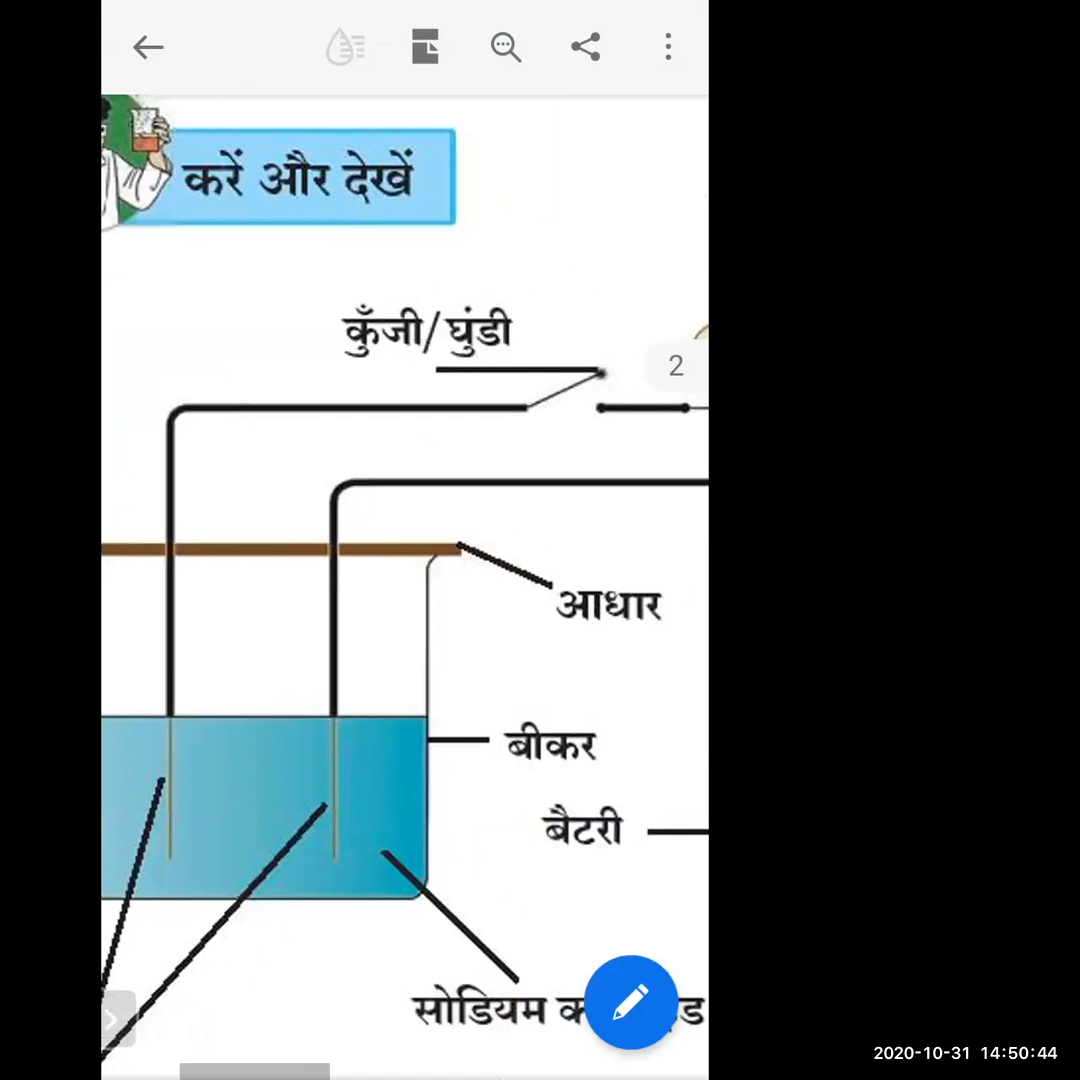 करें और देखें
कुँजी/घुंडी
2
आधार
बीकर
बैटरी
सोडियम
2020-10-31 14:50:44